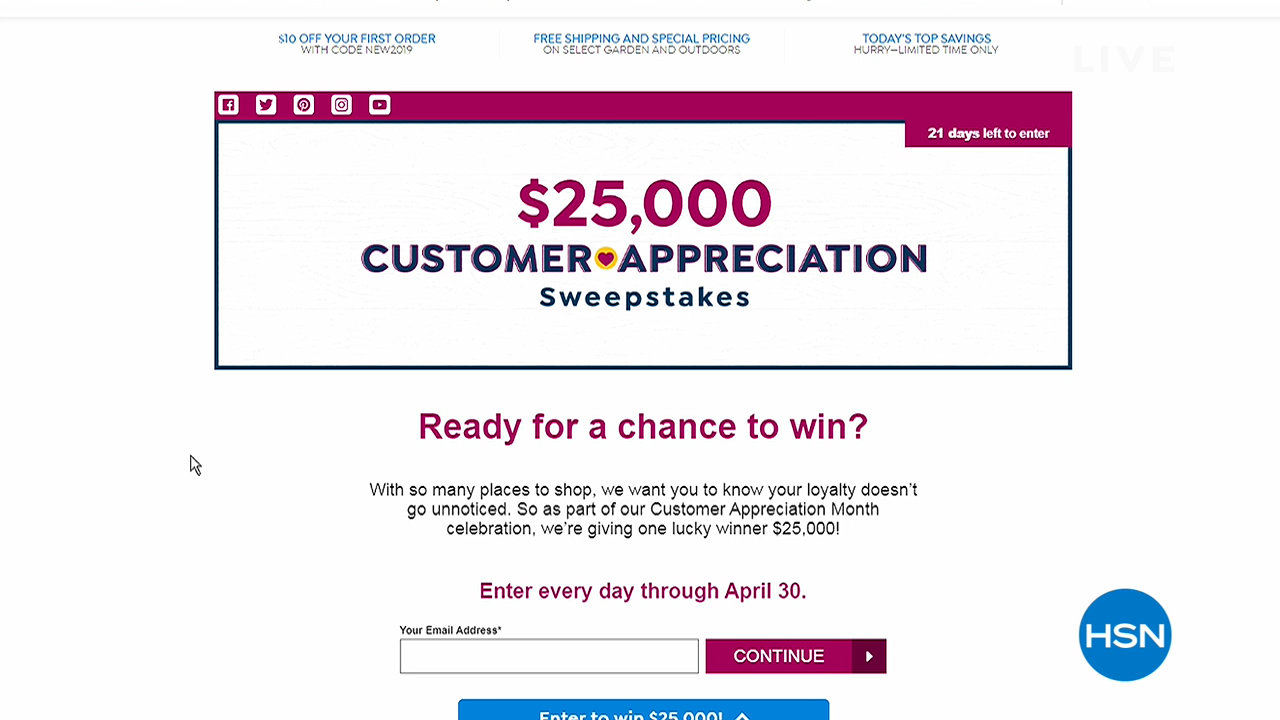 $10 OFF YOUR FIRST ORDER
WITH CODE NEW2019
FREE SHIPPING AND SPECIAL PRICING
ON SELECT GARDEN AND OUTDOORS
TODAY'S TOP SAVINGS
HURRY—LIMITED TIME ONLY
LIVE
21 days left to enter
$25,000
CUSTOMER APPRECIATION
Sweepstakes
Ready for a chance to win?
With so many places to shop, we want you to know your loyalty doesn't
go unnoticed. So as part of our Customer Appreciation Month
celebration, we're giving one lucky winner $25,000!
Enter every day through April 30.
Your Email Address*
CONTINUE
HSN
Enter to win $25,000!